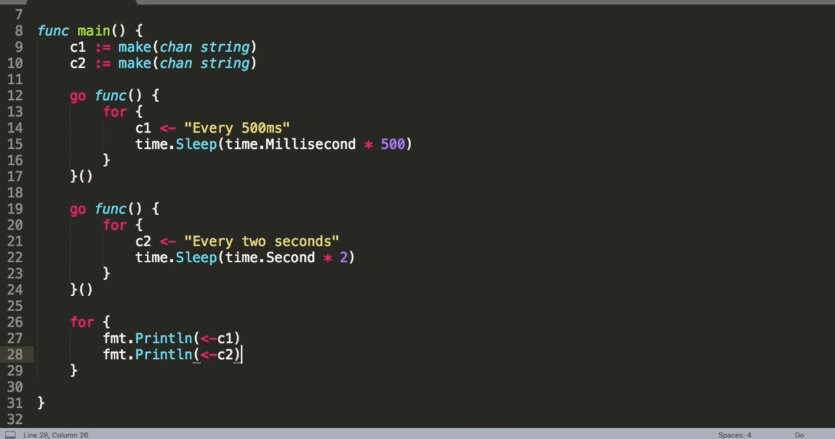 7
8 func main() {
9     c1 := make(chan string)
10     c2 := make(chan string)
11
12     go func() {
13         for {
14             c1 <- "Every 500ms"
15             time.Sleep(time.Millisecond * 500)
16         }
17     }()
18
19     go func() {
20         for {
21             c2 <- "Every two seconds"
22             time.Sleep(time.Second * 2)
23         }
24     }()
25
26     for {
27         fmt.Println(<-c1)
28         fmt.Println(<-c2)
29     }
30
31 }
32
Line 28, Column 26 Spaces: 4 Go